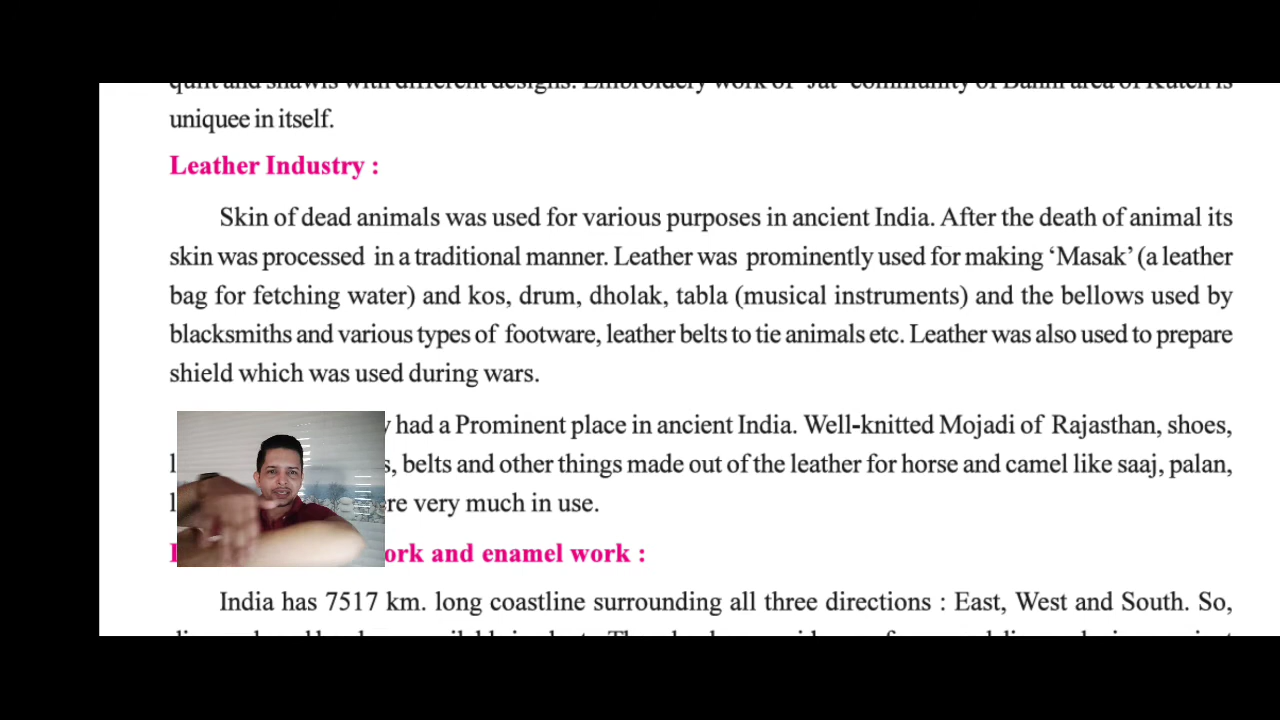 uniquee in itself.
Leather Industry :
Skin of dead animals was used for various purposes in ancient India. After the death of animal its
skin was processed in a traditional manner. Leather was prominently used for making ‘Masak’ (a leather
bag for fetching water) and kos, drum, dholak, tabla (musical instruments) and the bellows used by
blacksmiths and various types of footware, leather belts to tie animals etc. Leather was also used to prepare
shield which was used during wars.
had a Prominent place in ancient India. Well-knitted Mojadi of Rajasthan, shoes,
belts and other things made out of the leather for horse and camel like saaj, palan,
very much in use.
and enamel work :
India has 7517 km. long coastline surrounding all three directions : East, West and South. So,